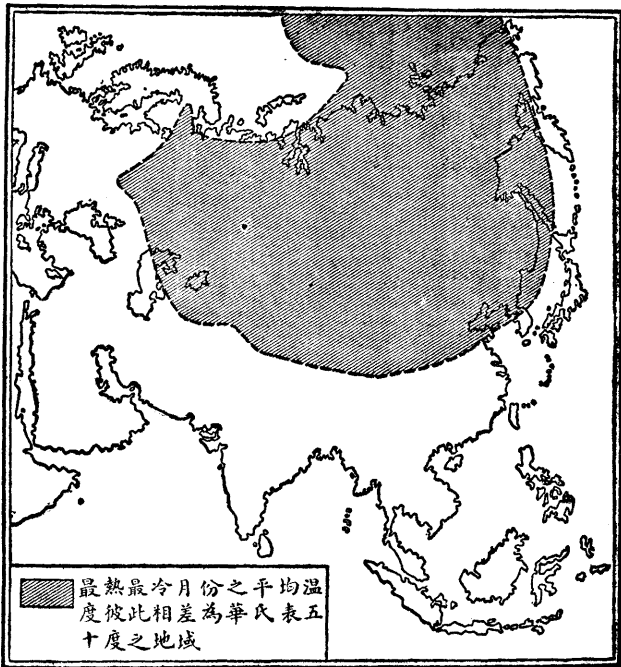 最熱最冷月份之平均温
度彼此相差為華氏表五
十度之地域